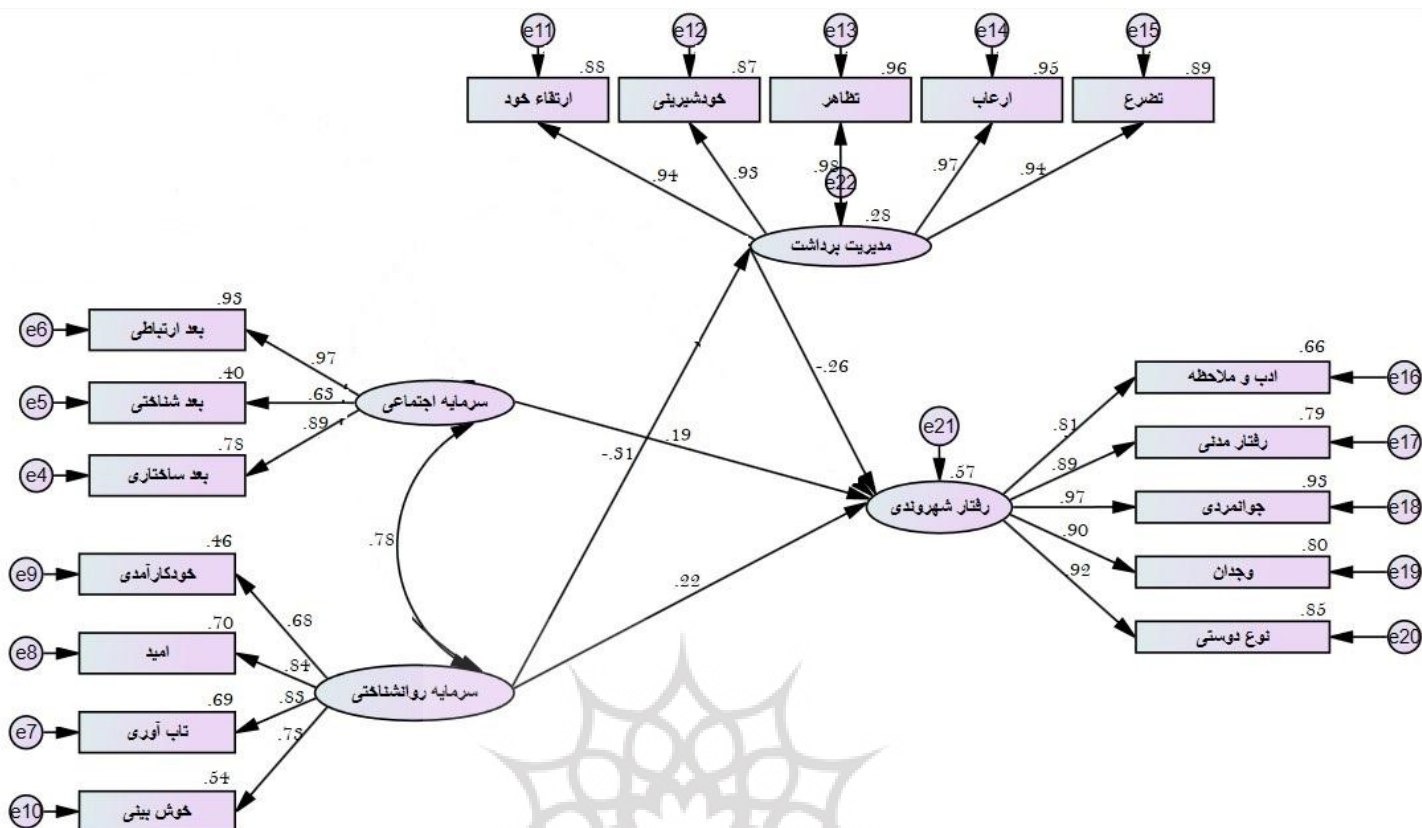 e11
e12
e13
e14
e15
.88
.87
.96
.95
.89
ارتقاء خود
خودشیرینی
تظاهر
ارعاب
تضرع
.94
.93
.98
.97
.94
e22
.28
مدیریت برداشت
.93
e6
بعد ارتباطی
.97
.40
e5
بعد شناختی
.63
.78
e4
بعد ساختاری
.89
سرمایه اجتماعی
-.26
.19
-.31
.78
.22
e21
.57
رفتار شهروندی
.66
ادب و ملاحظه
e16
.81
.79
رفتار مدنی
e17
.89
.93
جوانمردی
e18
.97
.80
وجدان
e19
.90
.85
نوع دوستی
e20
.92
.46
e9
خودکارآمدی
.68
.70
e8
امید
.84
.69
e7
تاب آوری
.83
.54
e10
خوش بینی
.73
سرمایه روانشناختی